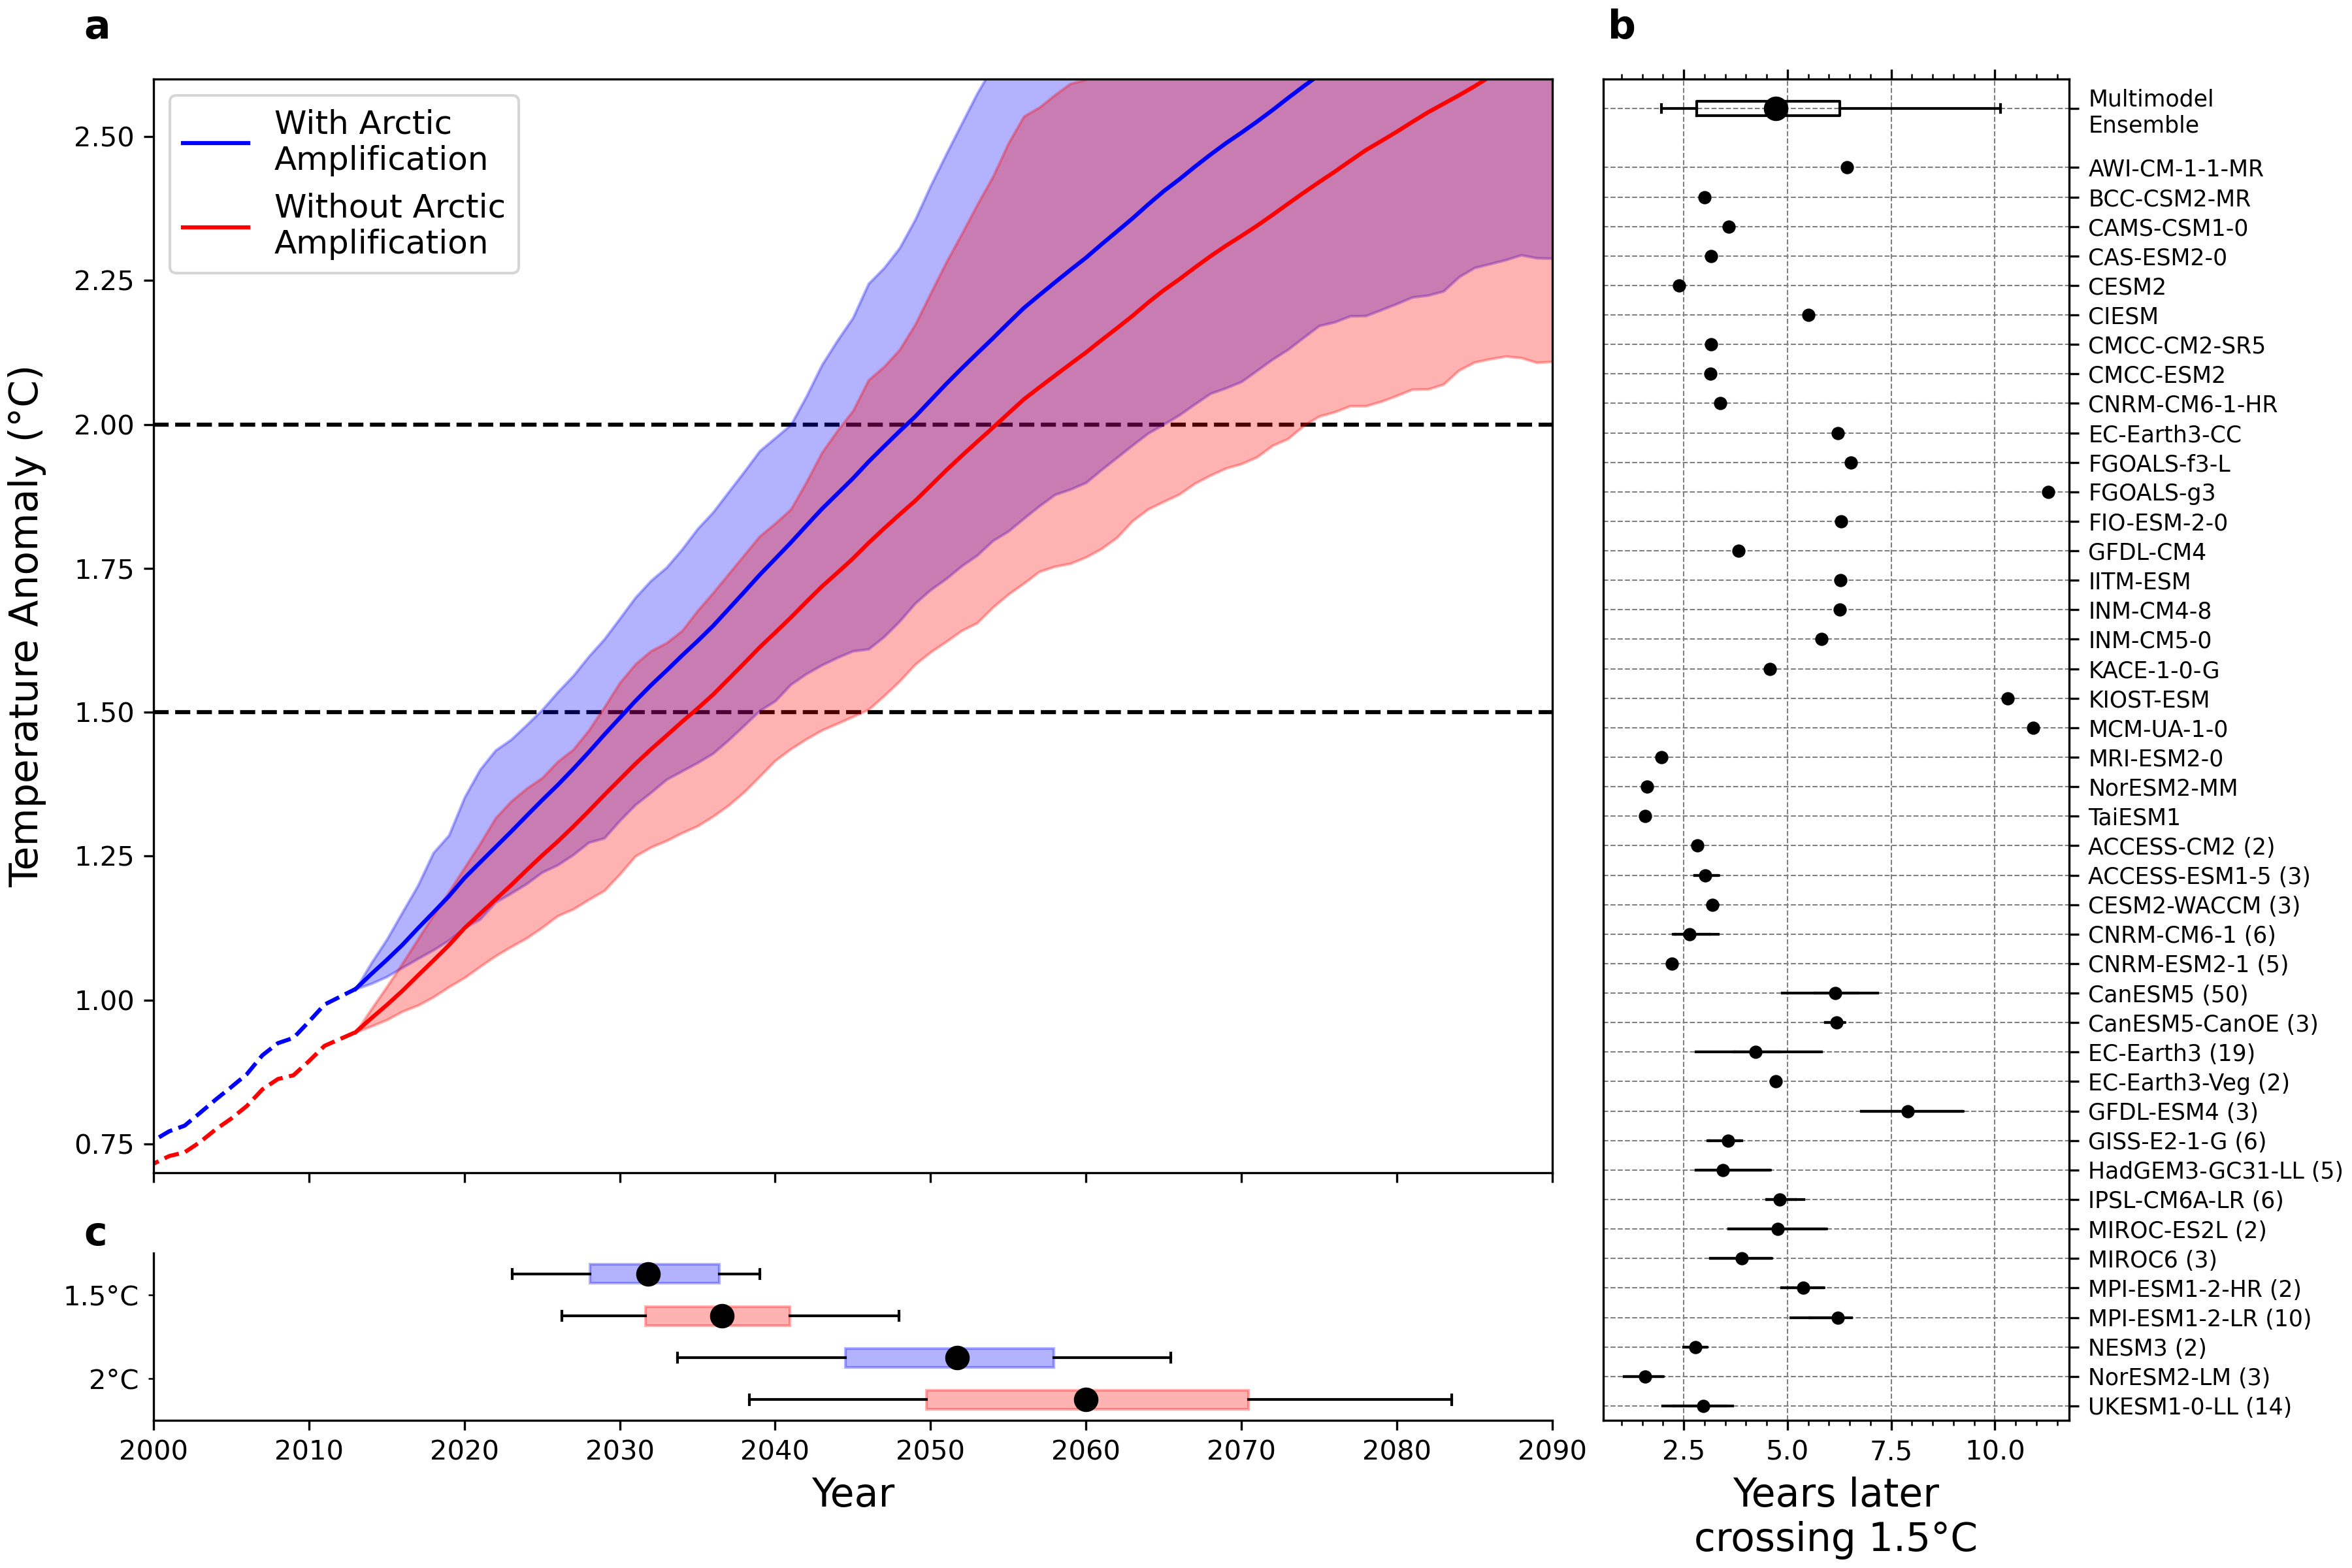 a
With Arctic
Amplification
Without Arctic
Amplification
Temperature Anomaly (°C)
2.50
2.25
2.00
1.75
1.50
1.25
1.00
0.75
b
Multimodel
Ensemble
AWI-CM-1-1-MR
BCC-CSM2-MR
CAMS-CSM1-0
CAS-ESM2-0
CESM2
CIESM
CMCC-CM2-SR5
CMCC-ESM2
CNRM-CM6-1-HR
EC-Earth3-CC
FGOALS-f3-L
FGOALS-g3
FIO-ESM-2-0
GFDL-CM4
IITM-ESM
INM-CM4-8
INM-CM5-0
KACE-1-0-G
KIOST-ESM
MCM-UA-1-0
MRI-ESM2-0
NorESM2-MM
TaiESM1
ACCESS-CM2 (2)
ACCESS-ESM1-5 (3)
CESM2-WACCM (3)
CNRM-CM6-1 (6)
CNRM-ESM2-1 (5)
CanESM5 (50)
CanESM5-CanOE (3)
EC-Earth3 (19)
EC-Earth3-Veg (2)
GFDL-ESM4 (3)
GISS-E2-1-G (6)
HadGEM3-GC31-LL (5)
IPSL-CM6A-LR (6)
MIROC-ES2L (2)
MIROC6 (3)
MPI-ESM1-2-HR (2)
MPI-ESM1-2-LR (10)
NESM3 (2)
NorESM2-LM (3)
UKESM1-0-LL (14)
2.5 5.0 7.5 10.0
Years later
crossing 1.5°C
c
1.5°C
2°C
2000 2010 2020 2030 2040 2050 2060 2070 2080 2090
Year